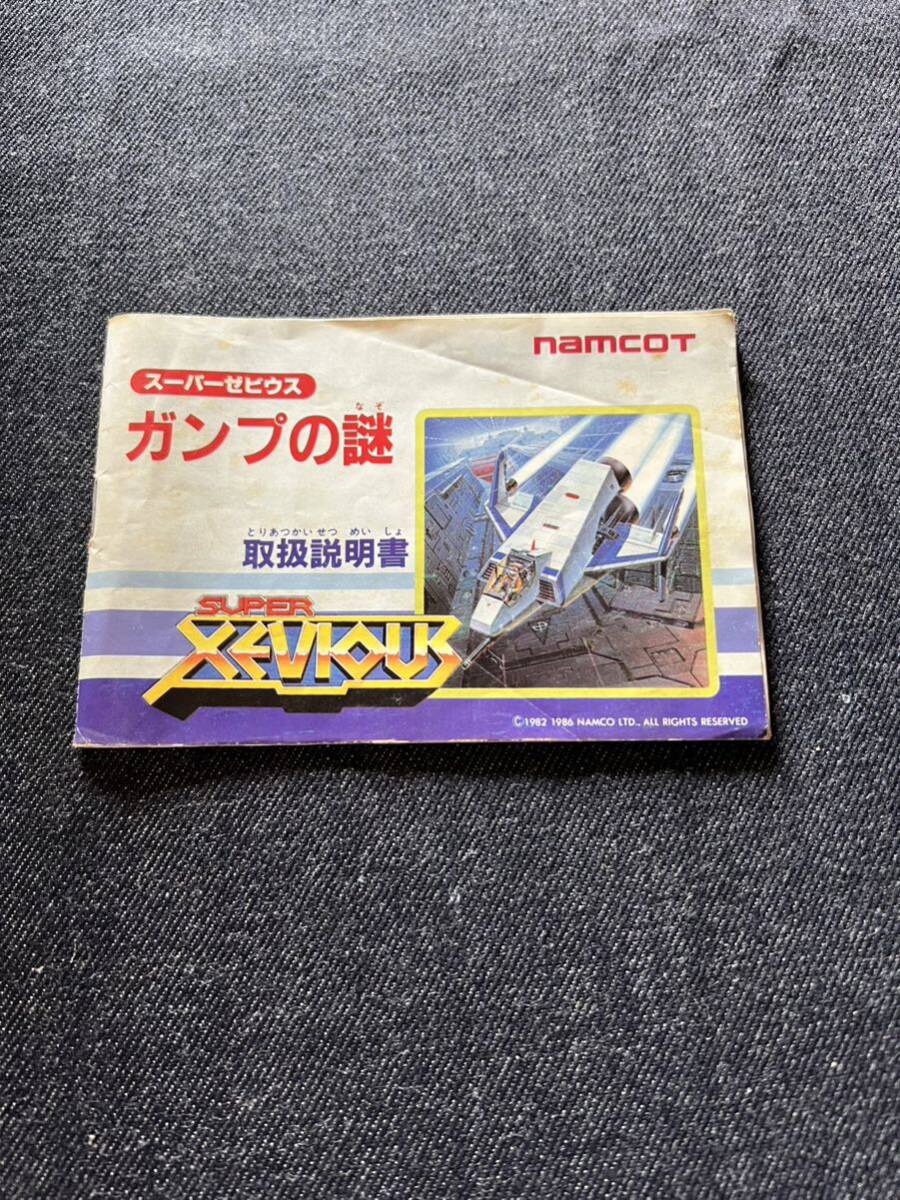 namcot
スーパーゼビウス
なぞ
ガンプの謎
とりあつかいせつ めい しょ
取扱説明書
SUPER
XEVIOUS
©1982 1986 NAMCO LTD., ALL RIGHTS RESERVED